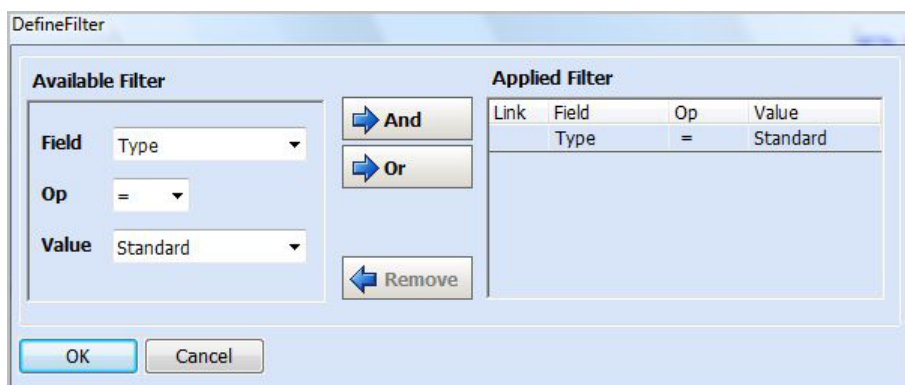 DefineFilter
Available Filter
Field Type
Op =
Value Standard
And
Or
Remove
Applied Filter
Link Field Op Value
Type = Standard
OK Cancel